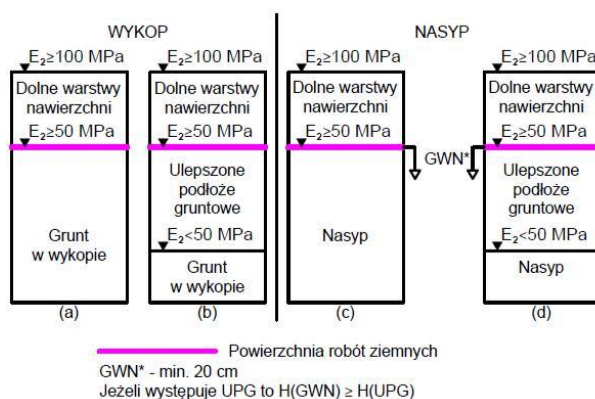 WYKOP
NASYP
E₂≥100 MPa
E₂≥100 MPa
E₂≥100 MPa
E₂≥100 MPa
Dolne warstwy
nawierzchni
Dolne warstwy
nawierzchni
Dolne warstwy
nawierzchni
Dolne warstwy
nawierzchni
E₂≥50 MPa
E₂≥50 MPa
E₂≥50 MPa
E₂≥50 MPa
GWN*
Grunt
w wykopie
Ulepszone
podłoże
gruntowe
Nasyp
Ulepszone
podłoże
gruntowe
E₂<50 MPa
E₂<50 MPa
Grunt
w wykopie
Nasyp
(a)
(b)
(c)
(d)
Powierzchnia robót ziemnych
GWN* - min. 20 cm
Jeżeli występuje UPG to H(GWN) ≥ H(UPG)